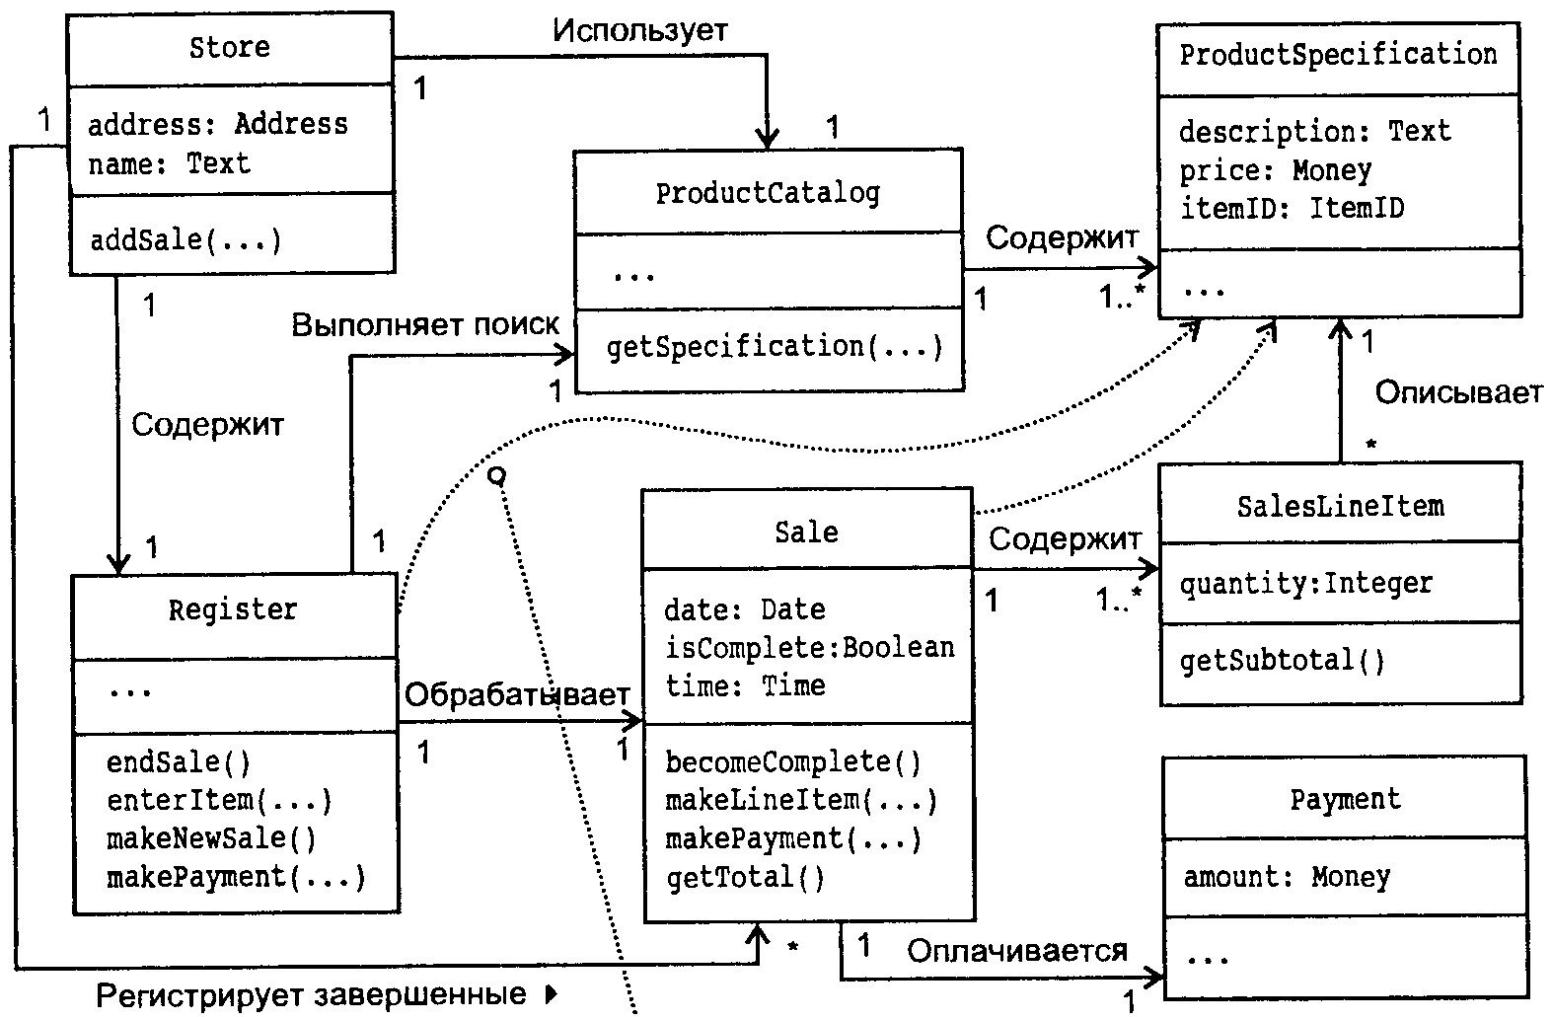 Store
address: Address
name: Text
addSale(...)
1
Использует
1
1
ProductCatalog
...
getSpecification(...)
ProductSpecification
description: Text
price: Money
itemID: ItemID
...
Содержит
1
1..*
1
Содержит
1
Выполняет поиск
1
1
1
Описывает
*
Register
...
endSale()
enterItem(...)
makeNewSale()
makePayment(...)
Обрабатывает
1
1
Sale
date: Date
isComplete:Boolean
time: Time
becomeComplete()
makeLineItem(...)
makePayment(...)
getTotal()
Содержит
1
1..*
SalesLineItem
quantity:Integer
getSubtotal()
Payment
amount: Money
...
1
Оплачивается
1
*
Регистрирует завершенные